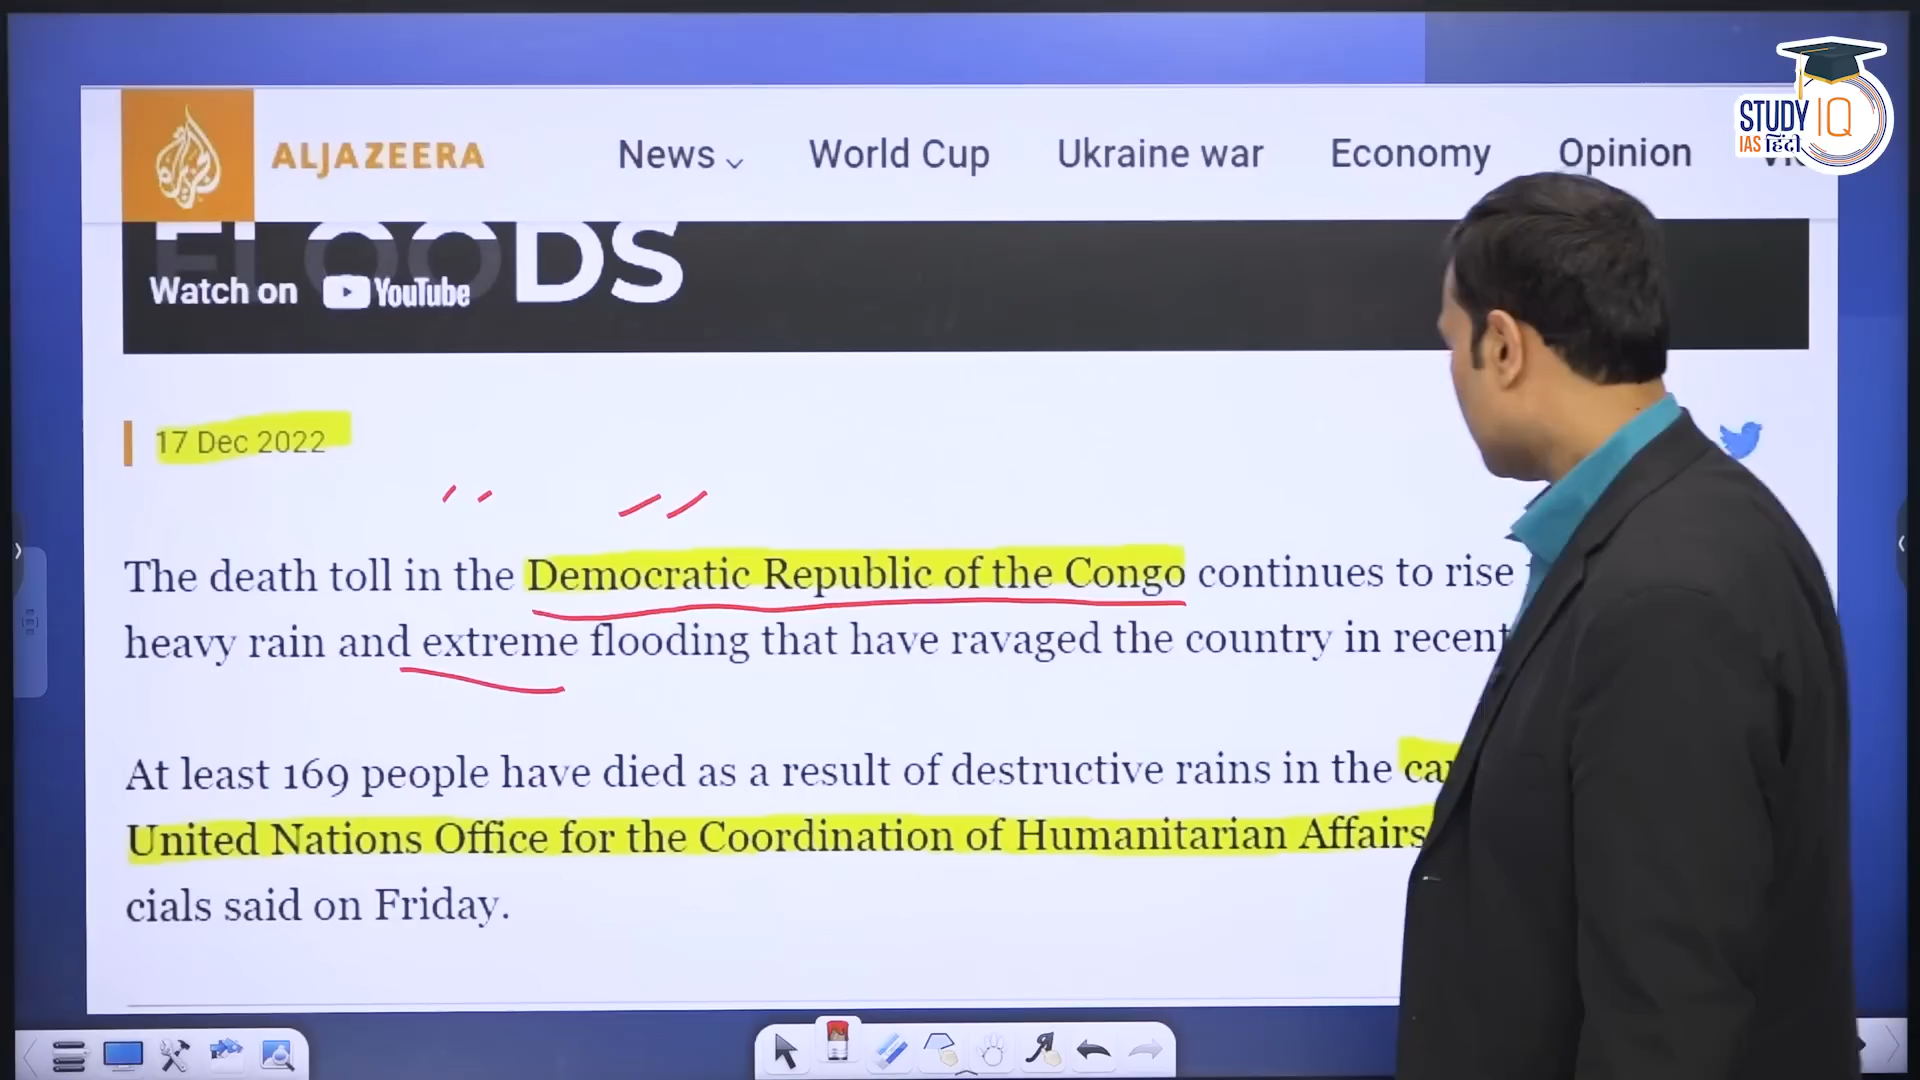 STUDY IQ
IAS हिंदी
ALJAZEERA News World Cup Ukraine war Economy Opinion
FLOODS
Watch on YouTube
17 Dec 2022
The death toll in the Democratic Republic of the Congo continues to rise
heavy rain and extreme flooding that have ravaged the country in recent
At least 169 people have died as a result of destructive rains in the
United Nations Office for the Coordination of Humanitarian Affairs
cials said on Friday.